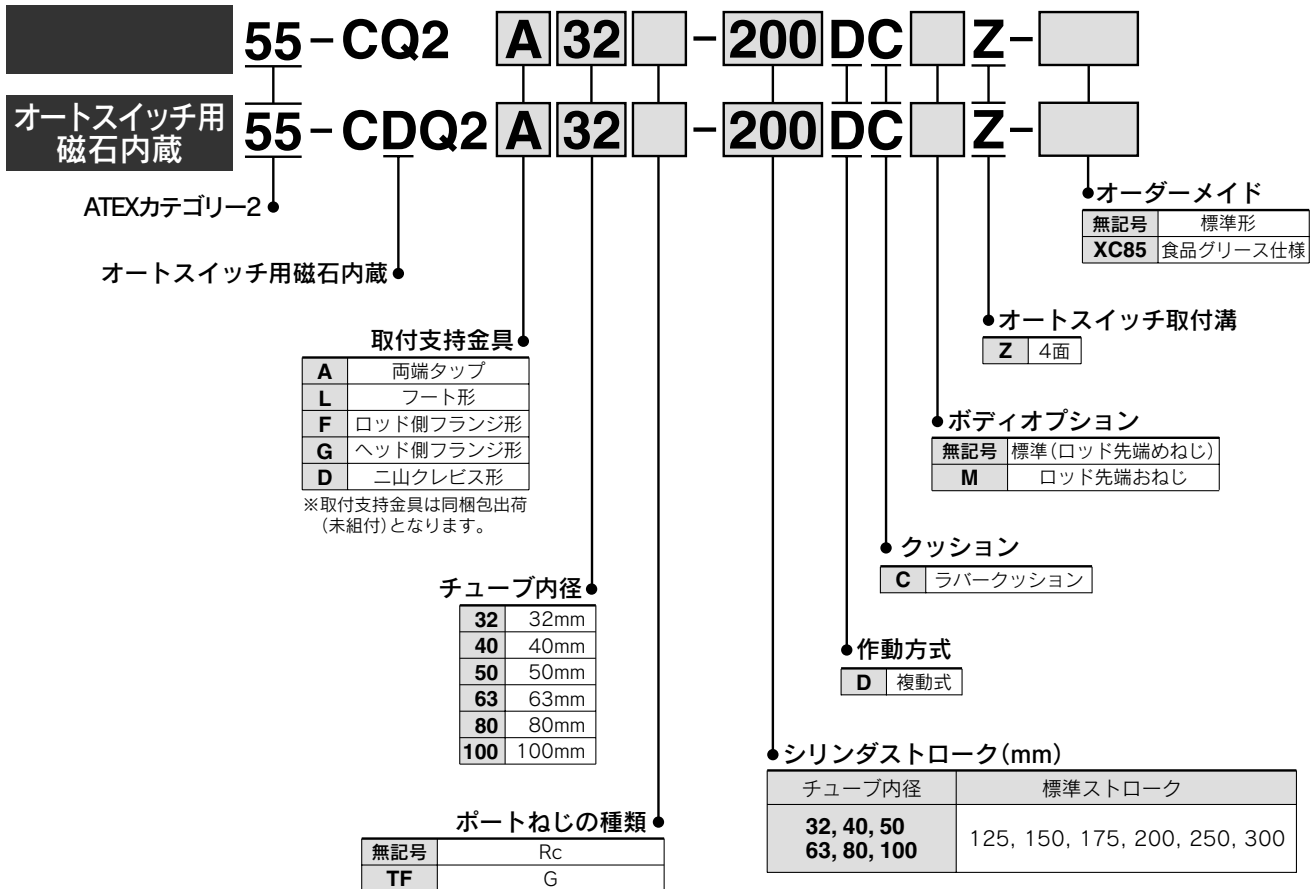 55-CQ2 A 32 -200 D C Z-
オートスイッチ用
磁石内蔵
55-CDQ2 A 32 -200 D C Z-
ATEXカテゴリー2
オートスイッチ用磁石内蔵
取付支持金具
A 両端タップ
L フート形
F ロッド側フランジ形
G ヘッド側フランジ形
D 二山クレビス形
※取付支持金具は同梱包出荷
(未組付)となります。
チューブ内径
32 32mm
40 40mm
50 50mm
63 63mm
80 80mm
100 100mm
ポートねじの種類
無記号 Rc
TF G
オーダーメイド
無記号 標準形
XC85 食品グリース仕様
オートスイッチ取付溝
Z 4面
ボディオプション
無記号 標準(ロッド先端めねじ)
M ロッド先端おねじ
クッション
C ラバークッション
作動方式
D 複動式
シリンダストローク(mm)
チューブ内径 標準ストローク
32, 40, 50
63, 80, 100
125, 150, 175, 200, 250, 300